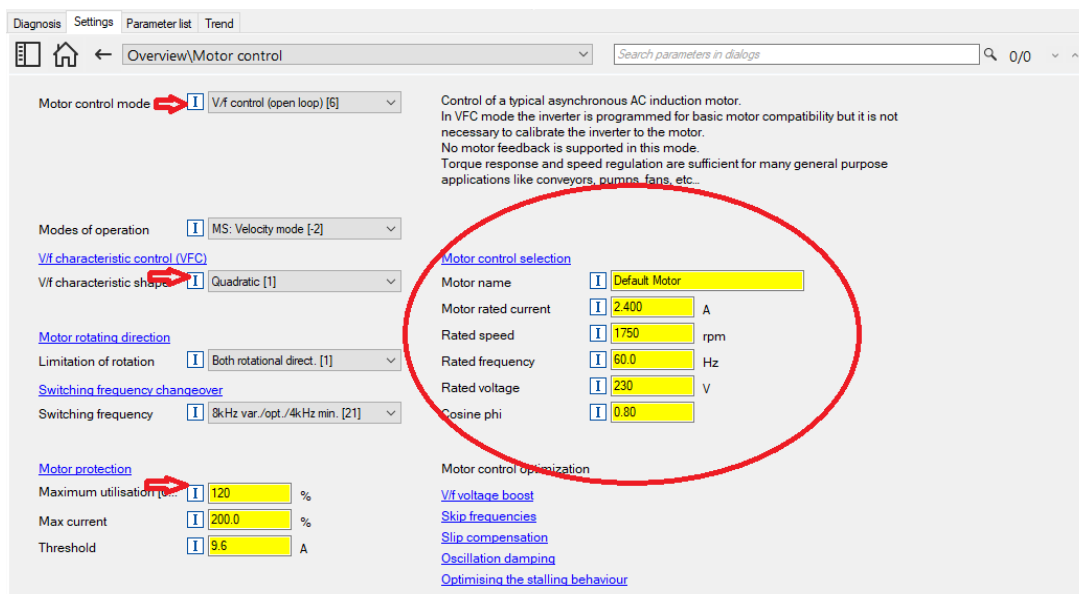 Diagnosis Settings Parameter list Trend
Overview\Motor control Search parameters in dialogs 0/0
Motor control mode I V/f control (open loop) [6]
Control of a typical asynchronous AC induction motor.
In VFC mode the inverter is programmed for basic motor compatibility but it is not
necessary to calibrate the inverter to the motor.
No motor feedback is supported in this mode.
Torque response and speed regulation are sufficient for many general purpose
applications like conveyors, pumps, fans, etc...
Modes of operation I MS: Velocity mode [-2]
V/f characteristic control (VFC)
V/f characteristic shape I Quadratic [1]
Motor rotating direction
Limitation of rotation I Both rotational direct. [1]
Switching frequency changeover
Switching frequency I 8kHz var./opt./4kHz min. [21]
Motor control selection
Motor name I Default Motor
Motor rated current I 2.400 A
Rated speed I 1750 rpm
Rated frequency I 60.0 Hz
Rated voltage I 230 V
Cosine phi I 0.80
Motor protection
Maximum utilisation [6... I 120 %
Max current I 200.0 %
Threshold I 9.6 A
Motor control optimization
V/f voltage boost
Skip frequencies
Slip compensation
Oscillation damping
Optimising the stalling behaviour